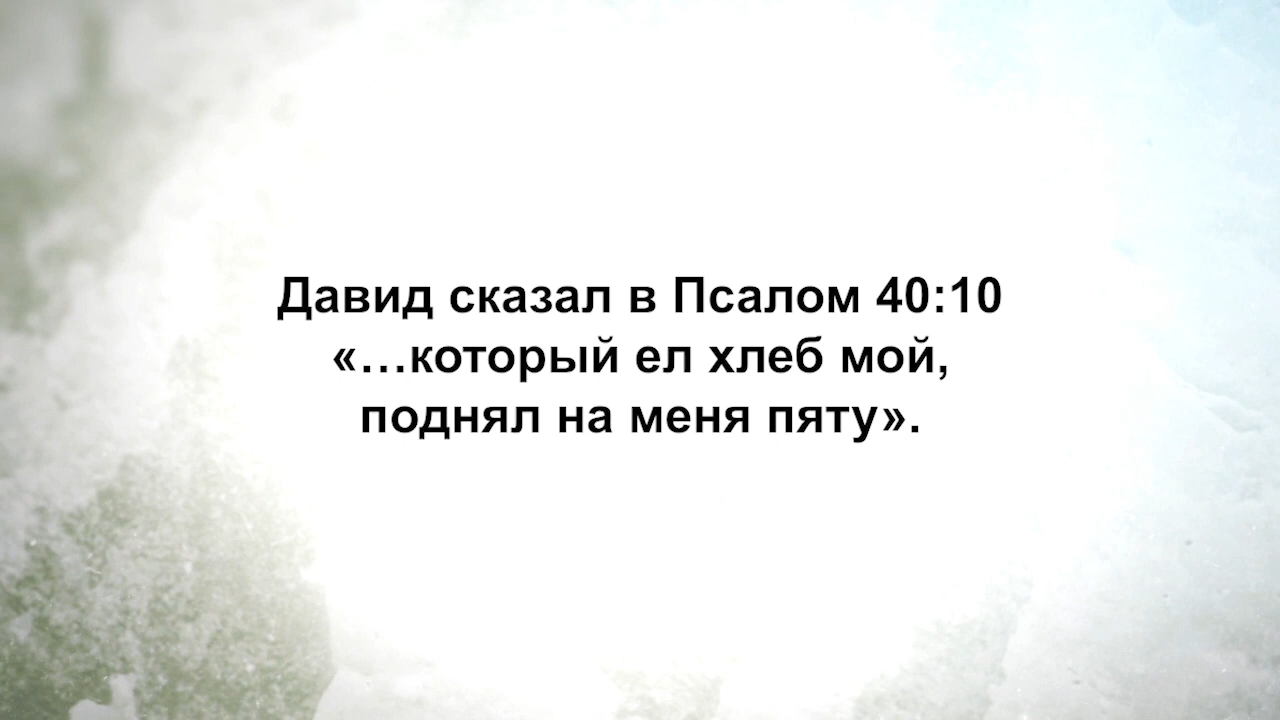 Давид сказал в Псалом 40:10
«…который ел хлеб мой,
поднял на меня пяту».